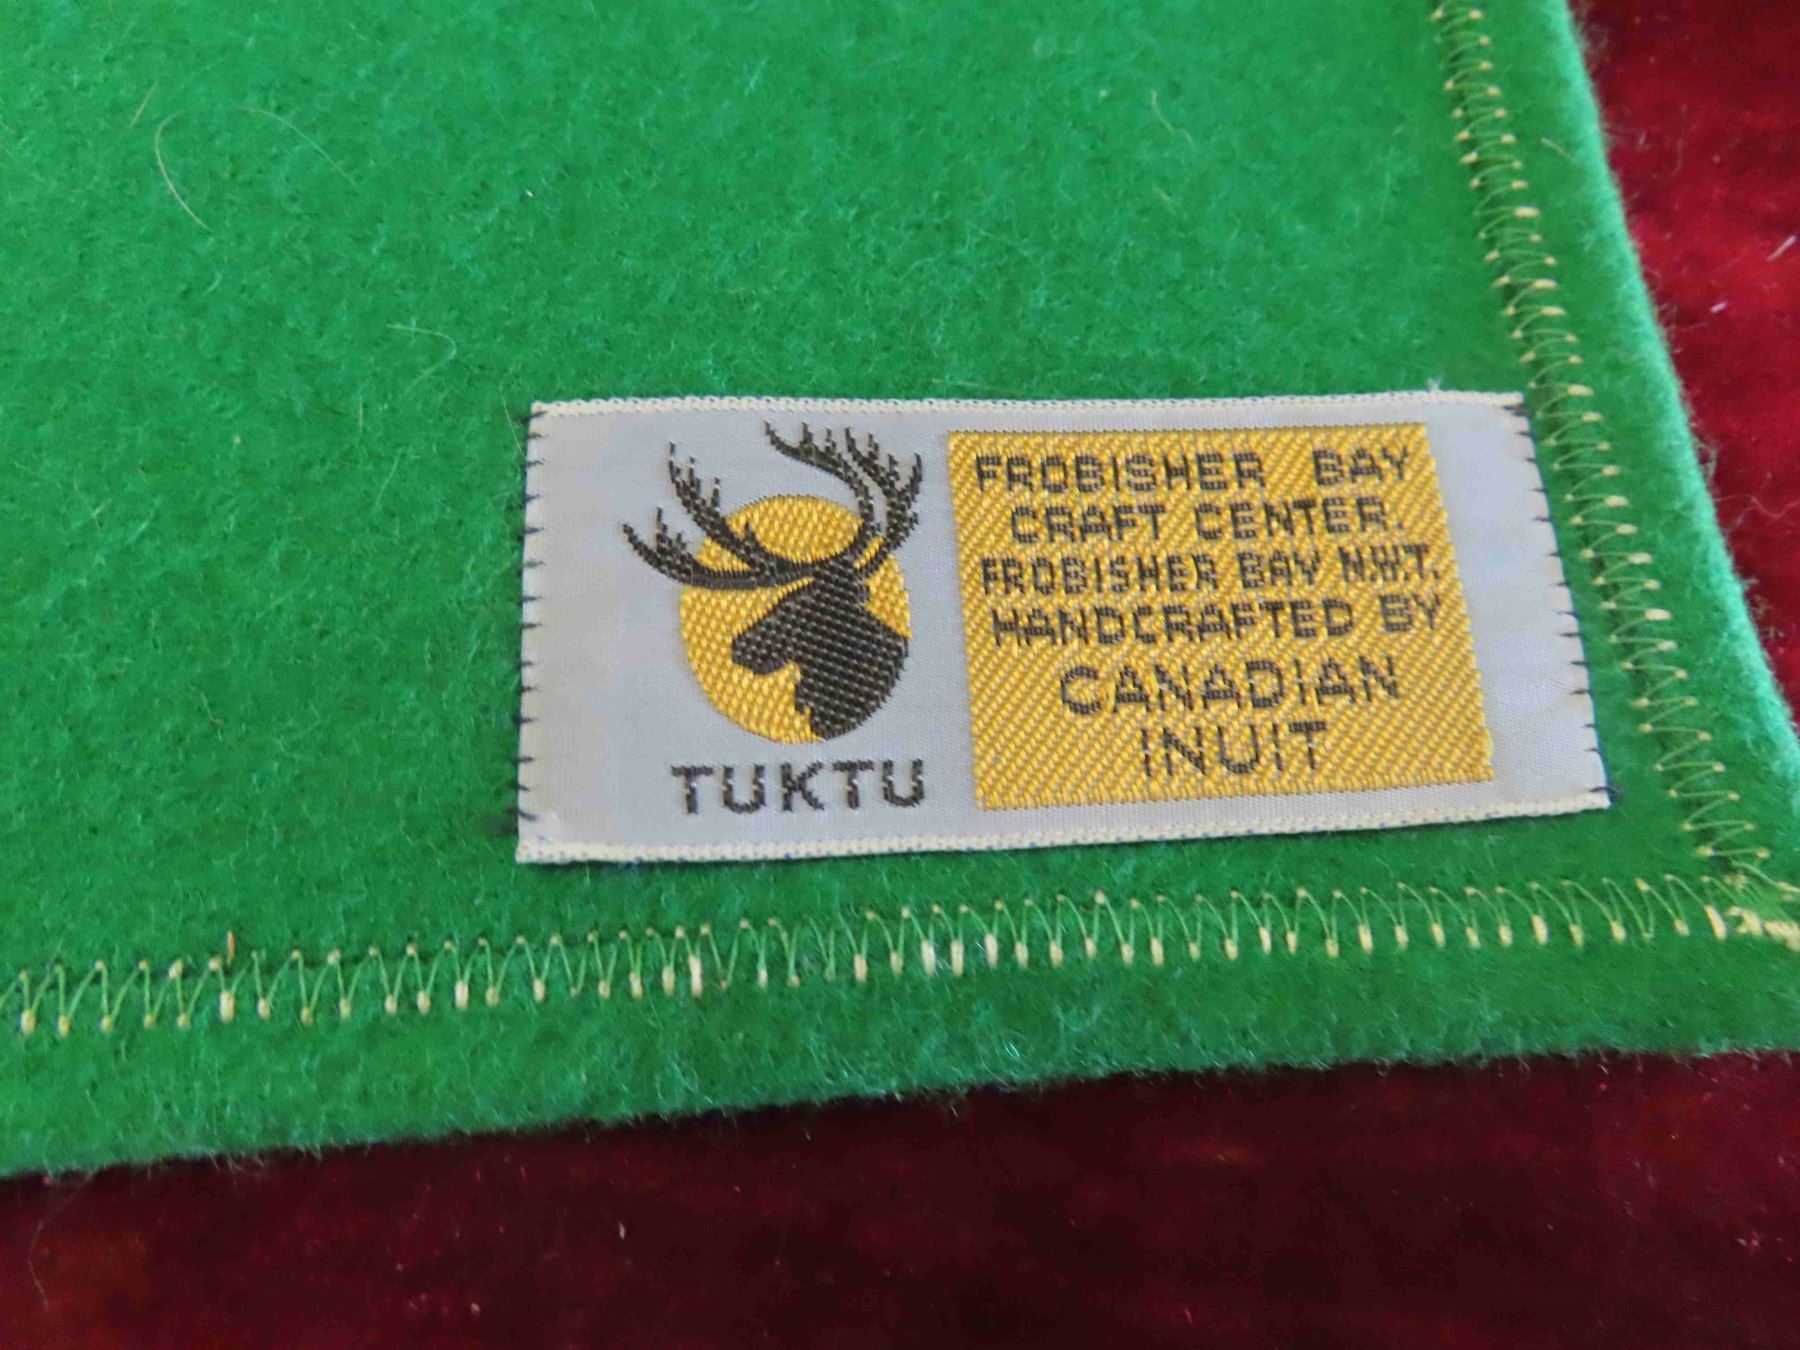 TUKTU
FROBISHER BAY
CRAFT CENTER.
FROBISHER BAY N.W.T.
HANDCRAFTED BY
CANADIAN
INUIT